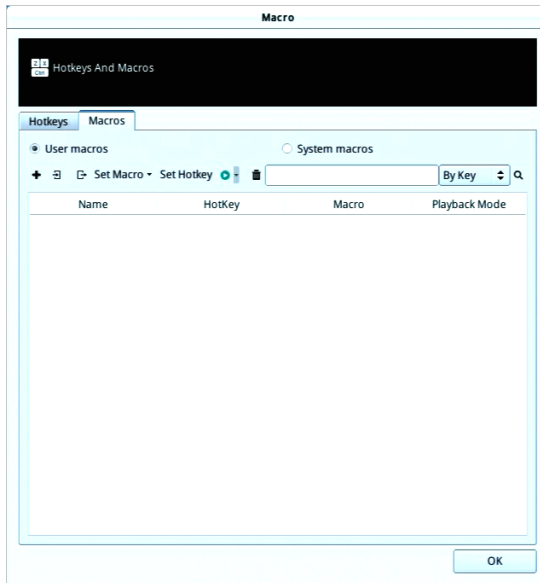 Macro
Z X
Ctrl
Hotkeys And Macros
Hotkeys Macros
User macros System macros
Set Macro Set Hotkey By Key
Name HotKey Macro Playback Mode
OK